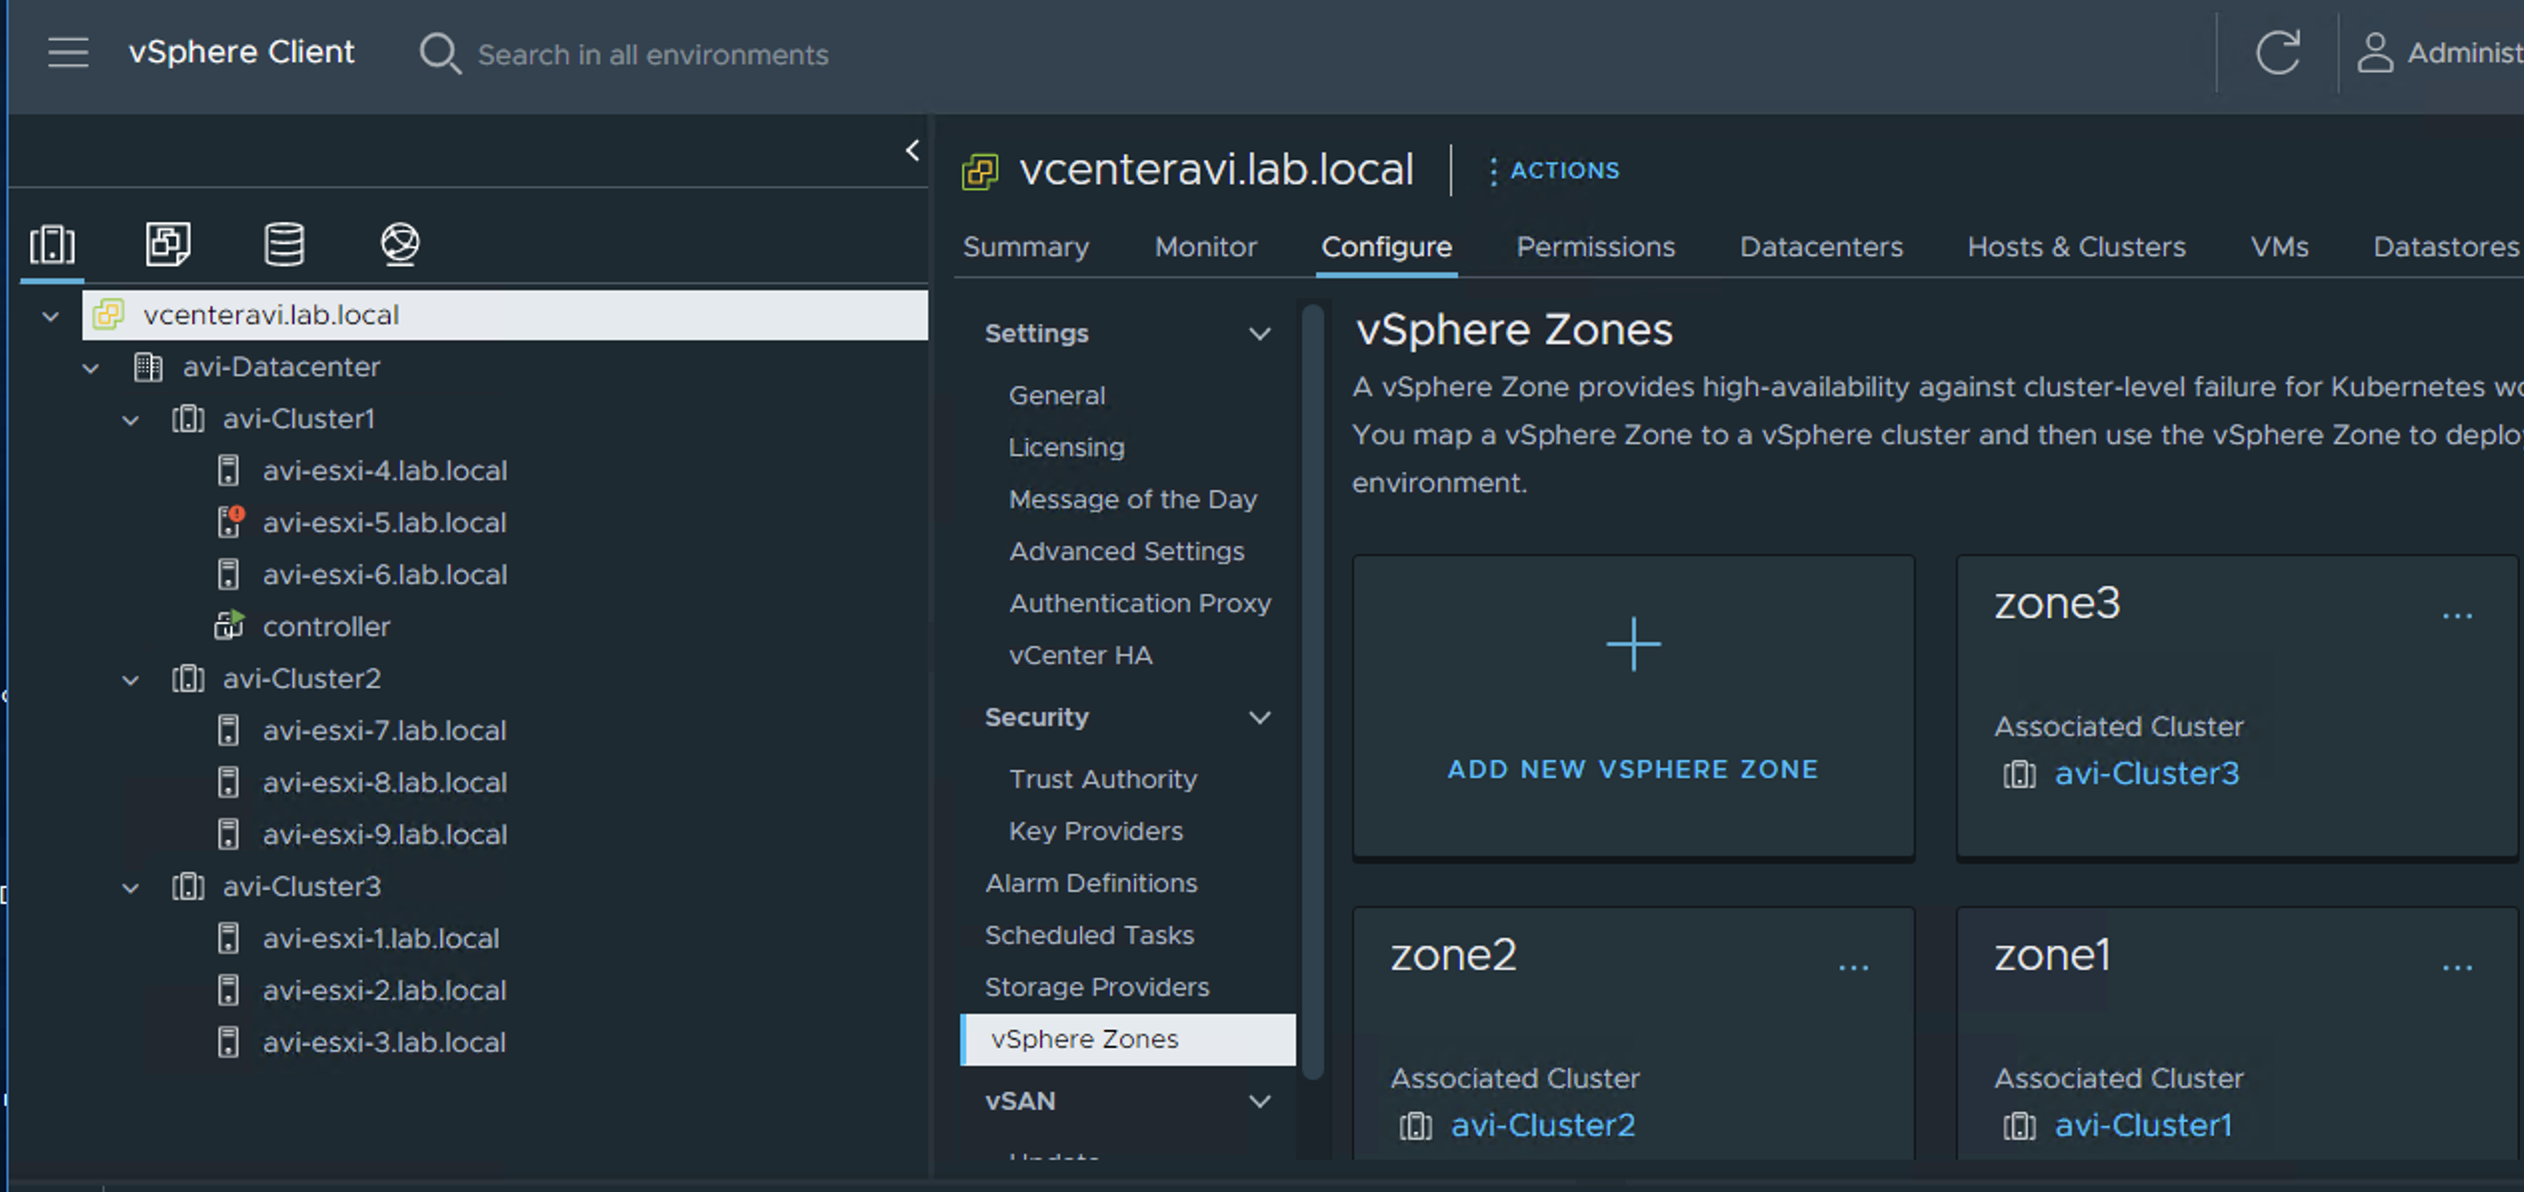 vSphere Client
Search in all environments
vcenteravi.lab.local
avi-Datacenter
avi-Cluster1
avi-esxi-4.lab.local
avi-esxi-5.lab.local
avi-esxi-6.lab.local
controller
avi-Cluster2
avi-esxi-7.lab.local
avi-esxi-8.lab.local
avi-esxi-9.lab.local
avi-Cluster3
avi-esxi-1.lab.local
avi-esxi-2.lab.local
avi-esxi-3.lab.local
vcenteravi.lab.local
ACTIONS
Summary Monitor Configure Permissions Datacenters Hosts & Clusters VMs Datastores
Settings
General
Licensing
Message of the Day
Advanced Settings
Authentication Proxy
vCenter HA
Security
Trust Authority
Key Providers
Alarm Definitions
Scheduled Tasks
Storage Providers
vSphere Zones
vSAN
vSphere Zones
A vSphere Zone provides high-availability against cluster-level failure for Kubernetes
You map a vSphere Zone to a vSphere cluster and then use the vSphere Zone to
environment.
ADD NEW VSPHERE ZONE
zone3
...
Associated Cluster
avi-Cluster3
zone2
...
Associated Cluster
avi-Cluster2
zone1
...
Associated Cluster
avi-Cluster1